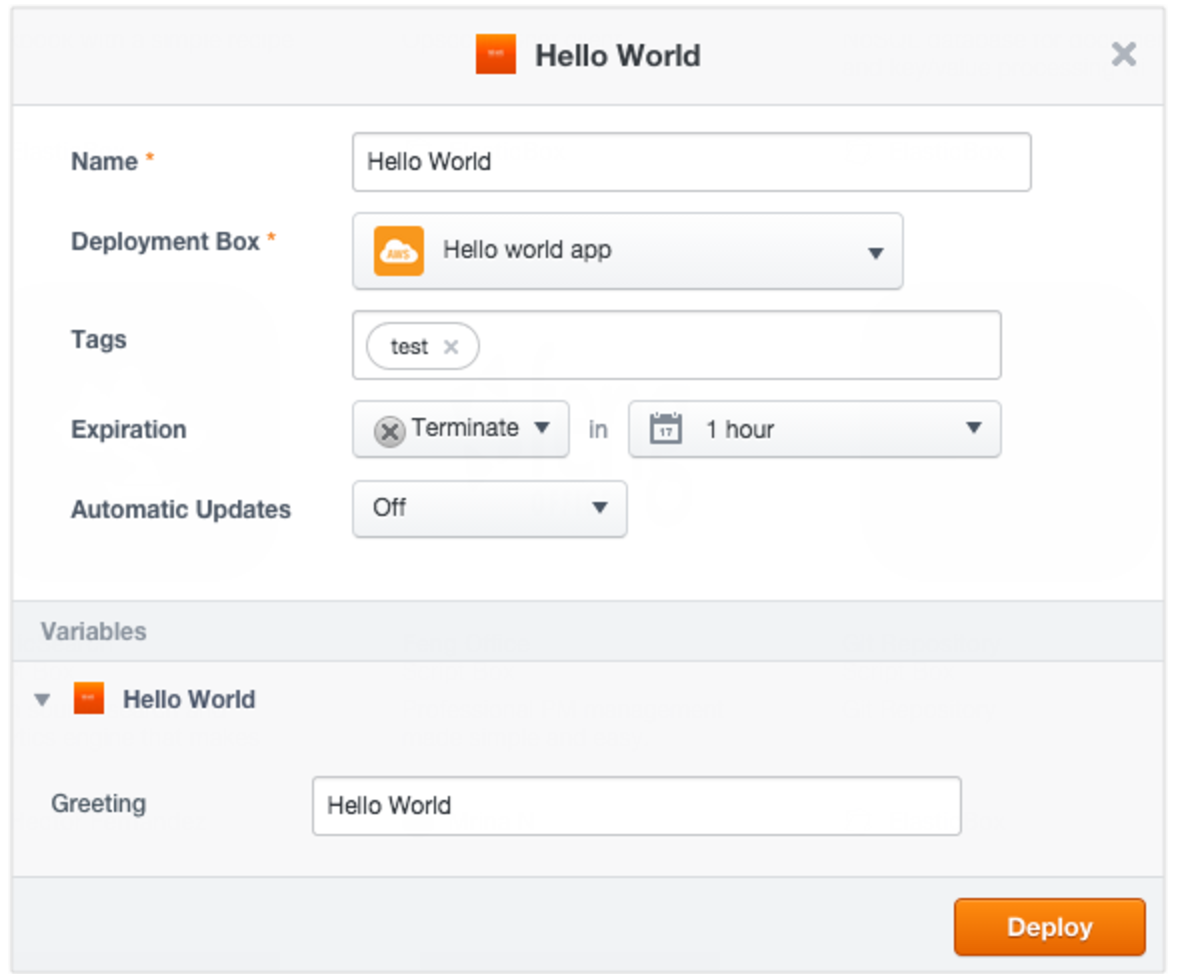 Hello World
Name *
Hello World
Deployment Box *
AWS
Hello world app
Tags
test
Expiration
Terminate
in
17
1 hour
Automatic Updates
Off
Variables
Hello World
Greeting
Hello World
Deploy